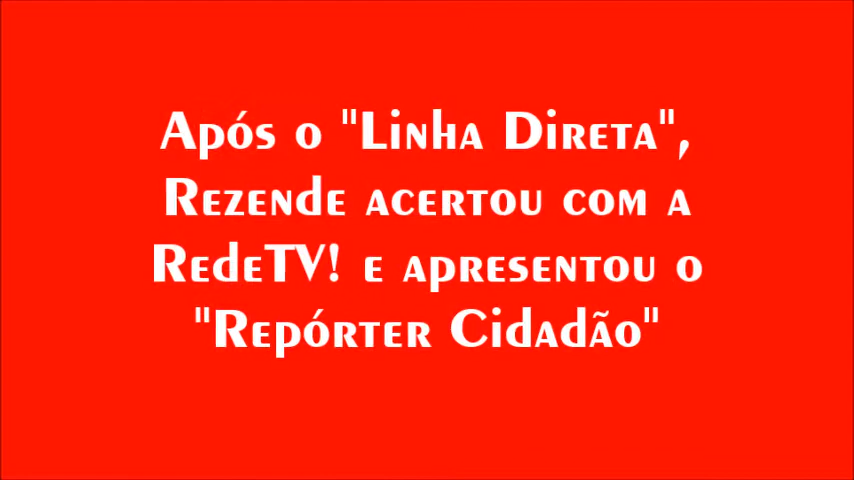 Após o "Linha Direta",
Rezende acertou com a
RedeTV! e apresentou o
"Repórter Cidadão"